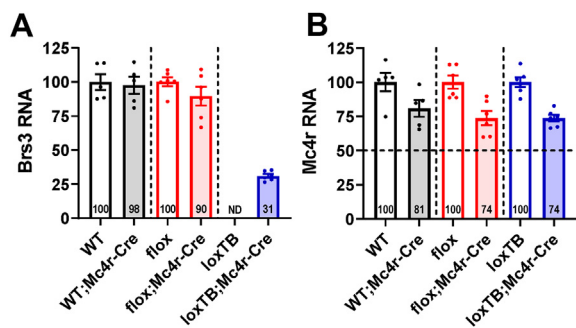 A
Brs3 RNA
125
100
75
50
25
0
100
98
100
90
ND
31
WT
WT;Mc4r-Cre
flox
flox;Mc4r-Cre
loxTB
loxTB;Mc4r-Cre
B
Mc4r RNA
125
100
75
50
25
0
100
81
100
74
100
74
WT
WT;Mc4r-Cre
flox
flox;Mc4r-Cre
loxTB
loxTB;Mc4r-Cre